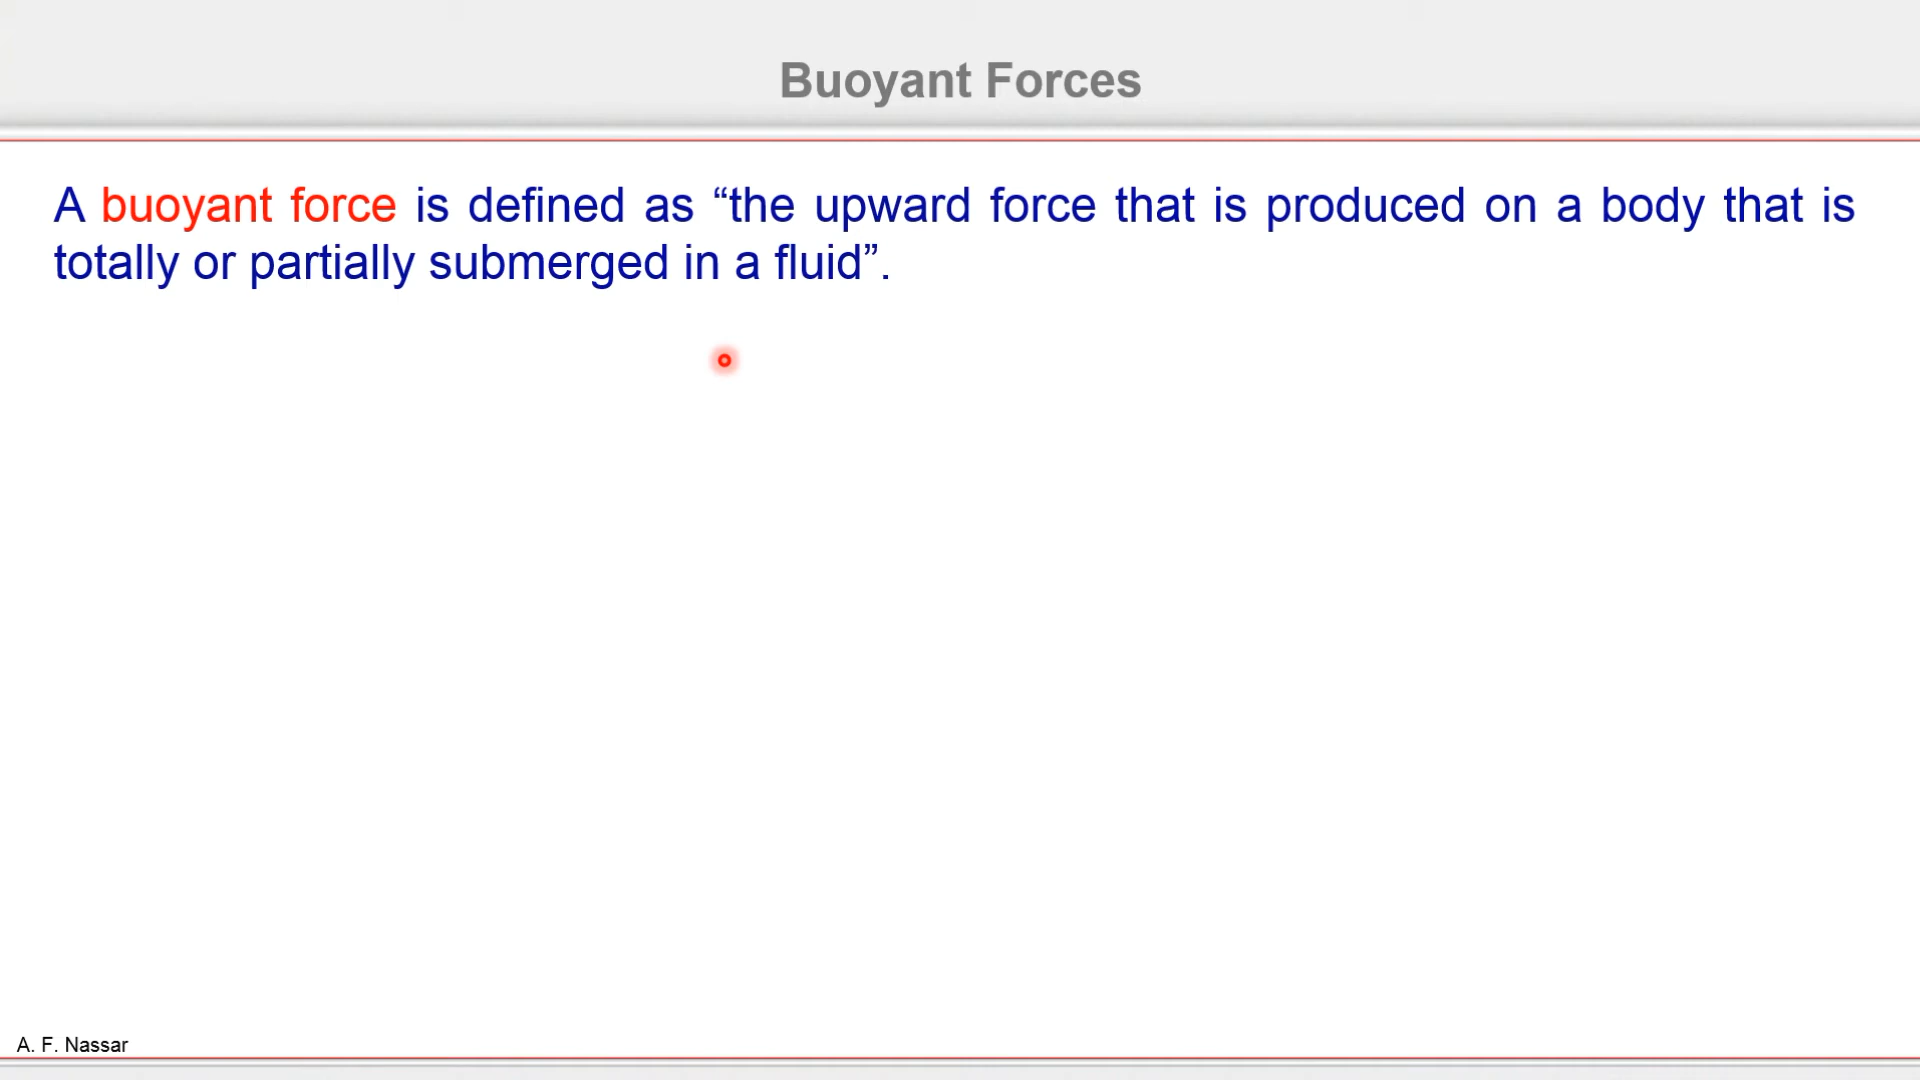 Buoyant Forces
A buoyant force is defined as “the upward force that is produced on a body that is
totally or partially submerged in a fluid”.
A. F. Nassar